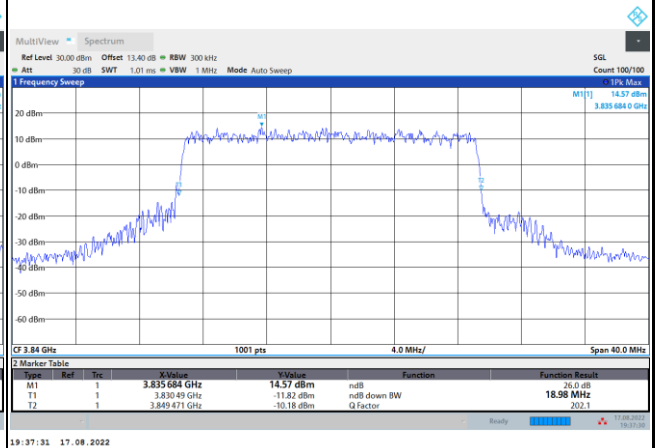 MultiView Spectrum
Ref Level 30.00 dBm Offset 13.40 dB RBW 300 kHz SGL
Att 30 dB SWT 1.01 ms VBW 1 MHz Mode Auto Sweep Count 100/100
1 Frequency Sweep 1Pk Max
M1[1] 14.57 dBm
3.835 684 0 GHz
M1
20 dBm
10 dBm
0 dBm
-10 dBm
T2
-20 dBm
-30 dBm
-40 dBm
-50 dBm
-60 dBm
CF 3.84 GHz 1001 pts 4.0 MHz/ Span 40.0 MHz
2 Marker Table
Type Ref Trc X-Value Y-Value Function Function Result
M1 1 3.835 684 GHz 14.57 dBm ndB 26.0 dB
T1 1 3.830 49 GHz -11.82 dBm ndB down BW 18.98 MHz
T2 1 3.849 471 GHz -10.18 dBm Q Factor 202.1
Ready 17.08.2022
19:37:30
19:37:31 17.08.2022